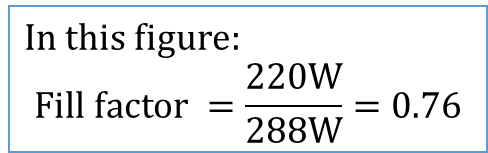 In this figure:
Fill factor = 220W/288W = 0.76